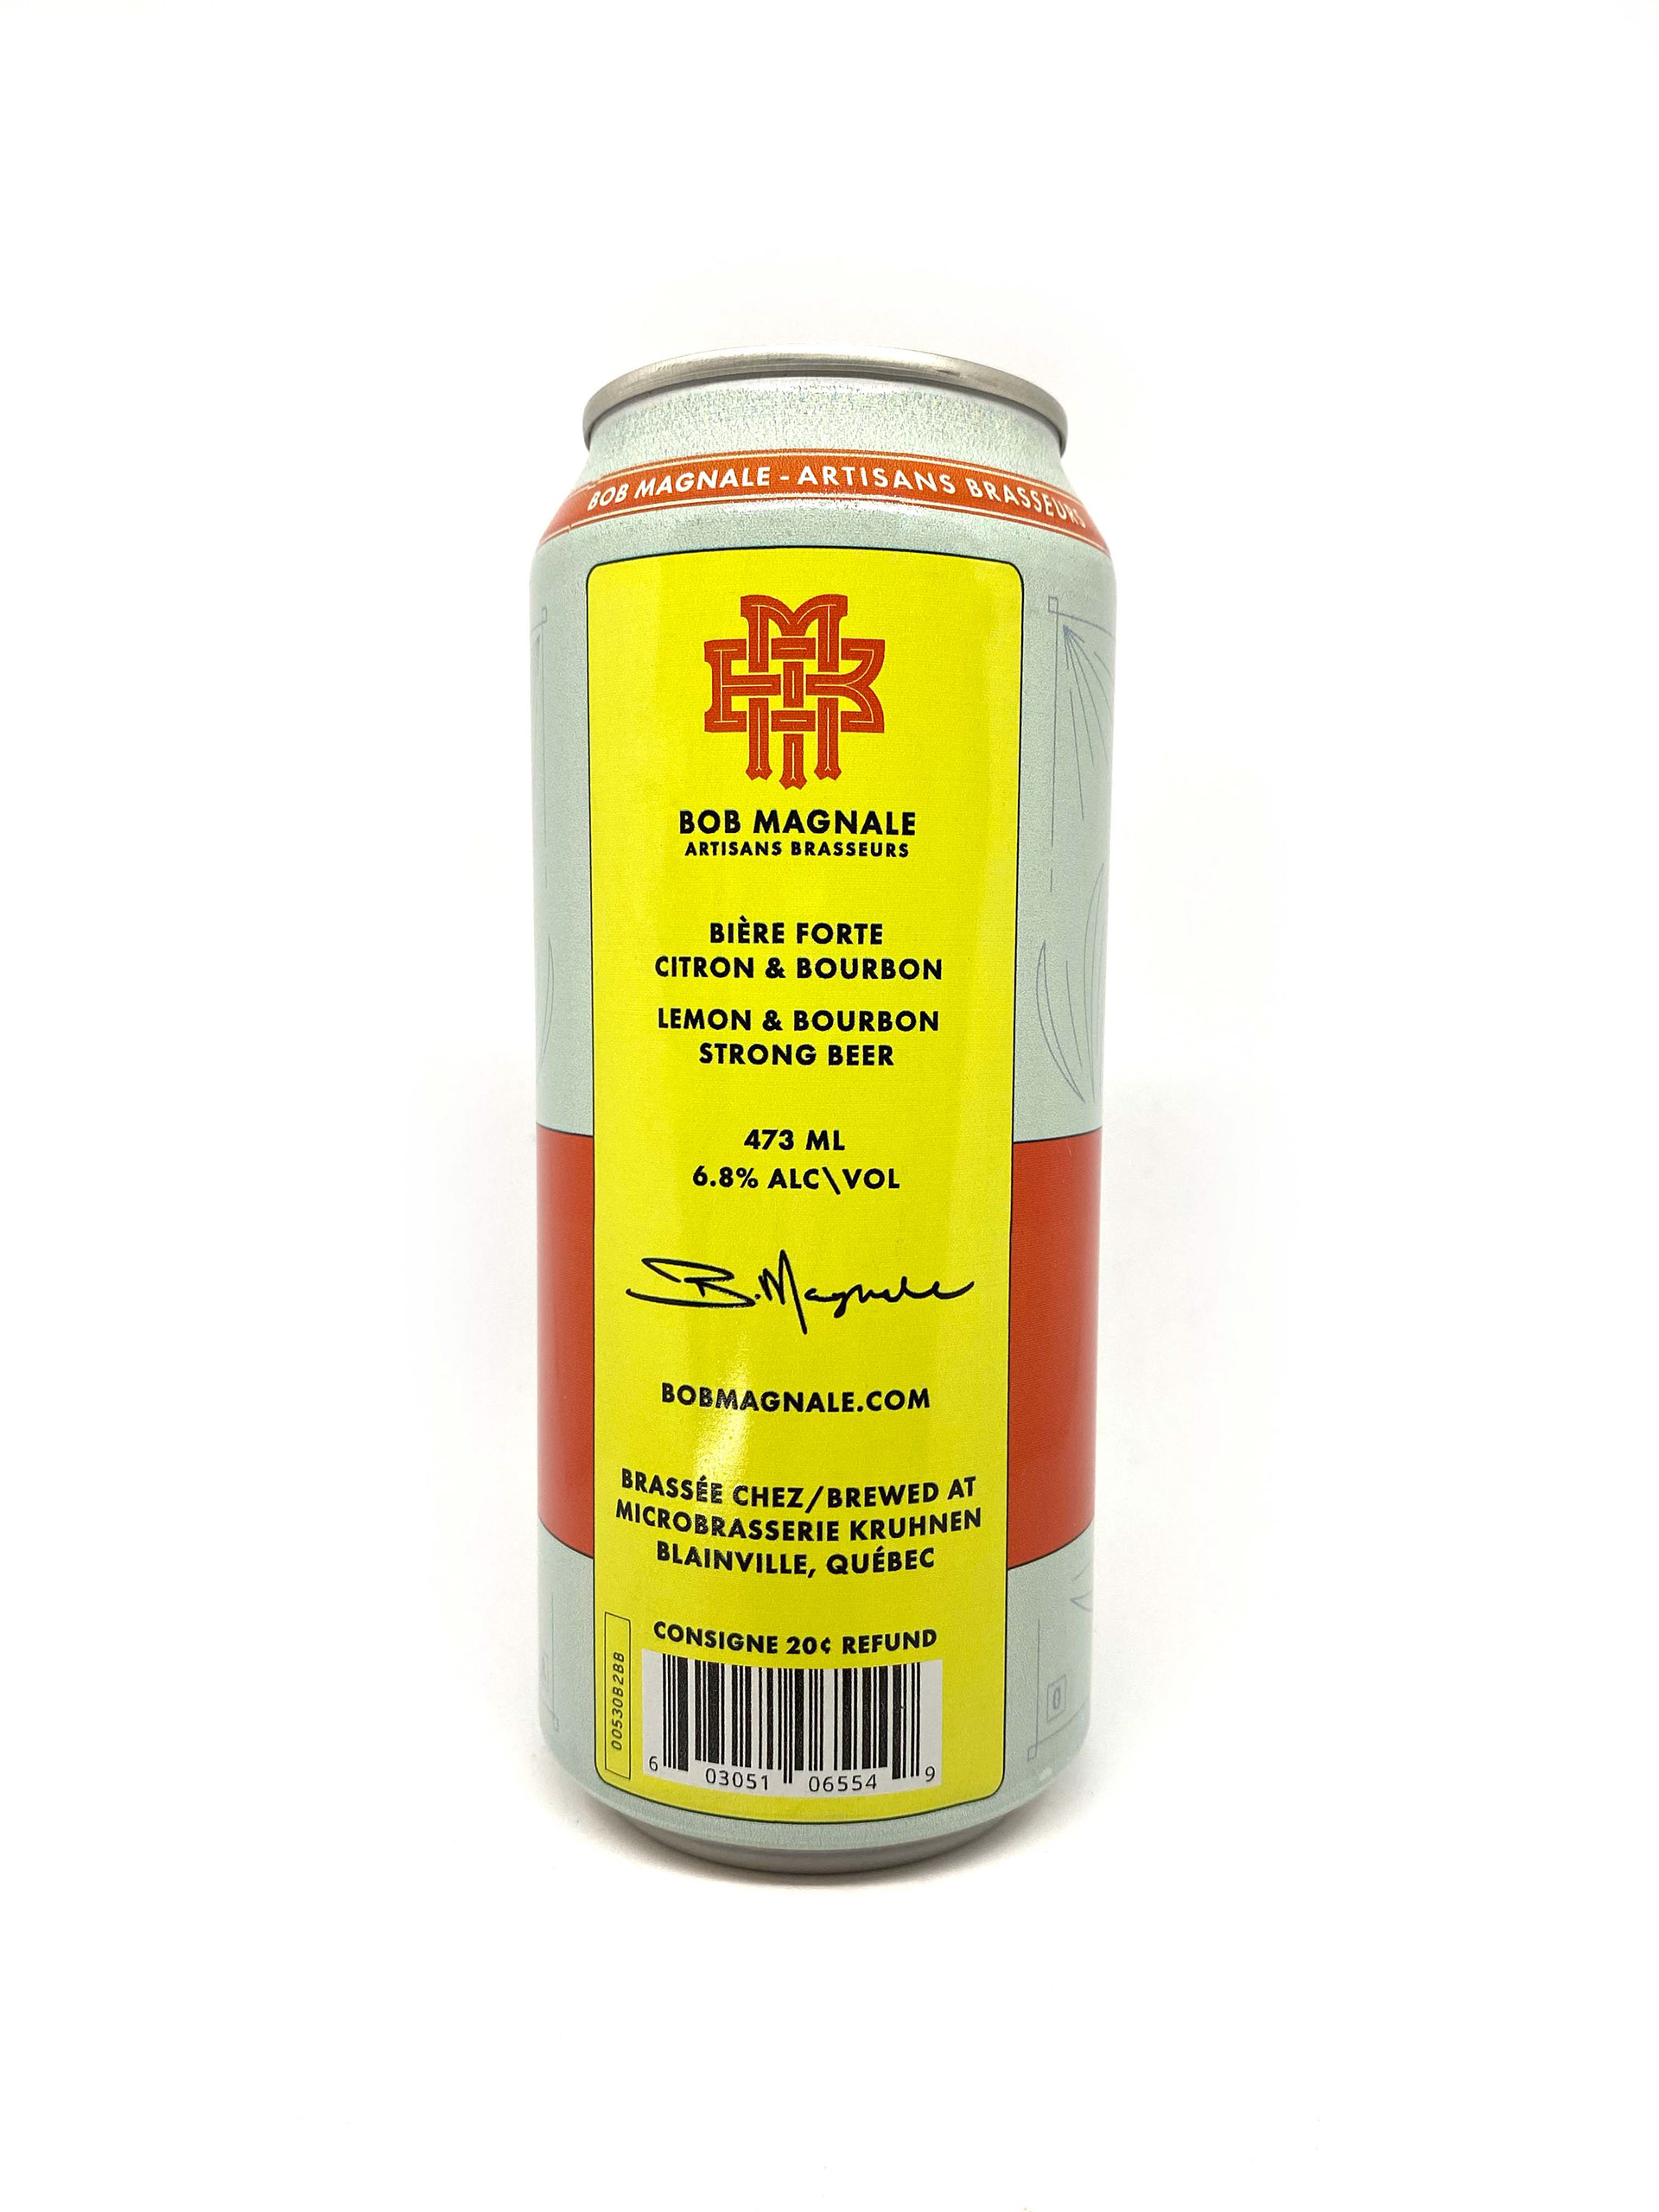 BOB MAGNALE - ARTISANS BRASSEURS
BOB MAGNALE
ARTISANS BRASSEURS
BIÈRE FORTE
CITRON & BOURBON
LEMON & BOURBON
STRONG BEER
473 ML
6.8% ALC\VOL
B. Magnale
BOBMAGNALE.COM
BRASSÉE CHEZ/BREWED AT
MICROBRASSERIE KRUHNEN
BLAINVILLE, QUÉBEC
CONSIGNE 20¢ REFUND
00530B2BB
6 03051 06554 9